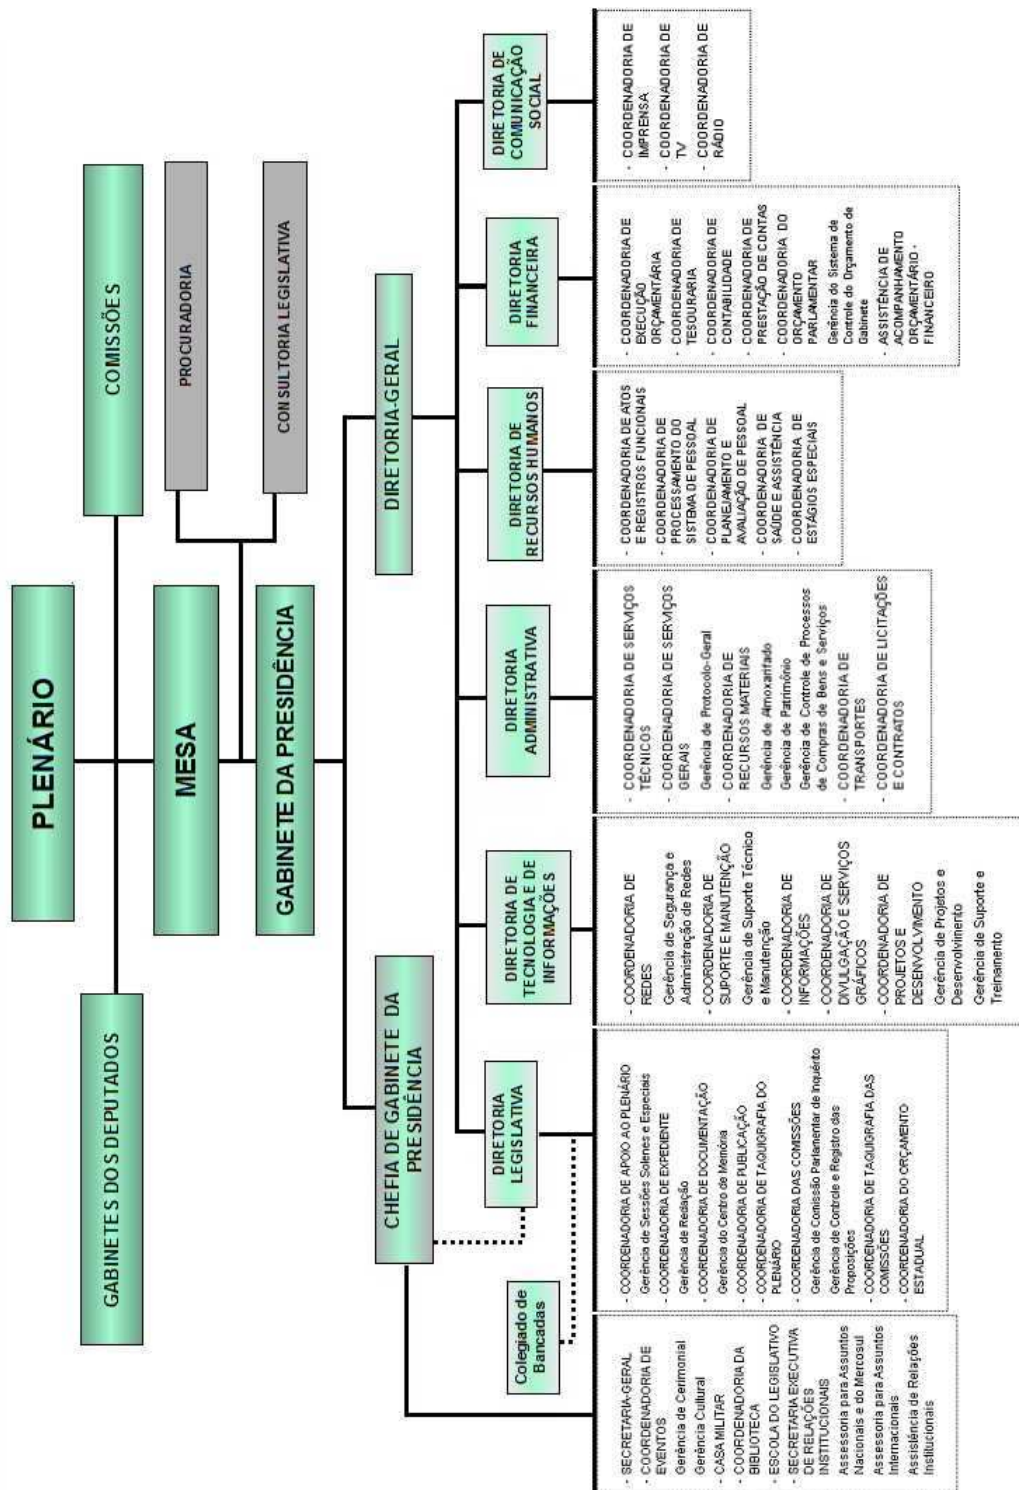 PLENÁRIO
GABINETES DOS DEPUTADOS
COMISSÕES
MESA
PROCURADORIA
CONSULTORIA LEGISLATIVA
GABINETE DA PRESIDÊNCIA
CHEFIA DE GABINETE DA
PRESIDÊNCIA
DIRETORIA-GERAL
Colegiado de
Bancadas
DIRETORIA
LEGISLATIVA
DIRETORIA DE
TECNOLOGIA E DE
INFORMAÇÕES
DIRETORIA
ADMINISTRATIVA
DIRETORIA DE
RECURSOS HUMANOS
DIRETORIA
FINANCEIRA
DIRETORIA DE
COMUNICAÇÃO
SOCIAL
- SECRETARIA-GERAL
- COORDENADORIA DE
EVENTOS
Gerência de Cerimonial
Gerência Cultural
- CASA MILITAR
- COORDENADORIA DA
BIBLIOTECA
- ESCOLA DO LEGISLATIVO
- SECRETARIA EXECUTIVA
DE RELAÇÕES
INSTITUCIONAIS
Assessoria para Assuntos
Nacionais e do Mercosul
Assessoria para Assuntos
Internacionais
Assistência de Relações
Institucionais
- COORDENADORIA DE APOIO AO PLENÁRIO
Gerência de Sessões Solenes e Especiais
- COORDENADORIA DE EXPEDIENTE
Gerência de Redação
- COORDENADORIA DE DOCUMENTAÇÃO
Gerência do Centro de Memória
- COORDENADORIA DE PUBLICAÇÃO
- COORDENADORIA DE TAQUIGRAFIA DO
PLENÁRIO
- COORDENADORIA DAS COMISSÕES
Gerência de Comissão Parlamentar de Inquérito
Gerência de Controle e Registro das
Proposições
- COORDENADORIA DE TAQUIGRAFIA DAS
COMISSÕES
- COORDENADORIA DO ORÇAMENTO
ESTADUAL
- COORDENADORIA DE
REDES
Gerência de Segurança e
Administração de Redes
- COORDENADORIA DE
SUPORTE E MANUTENÇÃO
Gerência de Suporte Técnico
e Manutenção
- COORDENADORIA DE
INFORMAÇÕES
- COORDENADORIA DE
DIVULGAÇÃO E SERVIÇOS
GRÁFICOS
- COORDENADORIA DE
PROJETOS E
DESENVOLVIMENTO
Gerência de Projetos e
Desenvolvimento
Gerência de Suporte e
Treinamento
- COORDENADORIA DE SERVIÇOS
TÉCNICOS
- COORDENADORIA DE SERVIÇOS
GERAIS
Gerência de Protocolo-Geral
- COORDENADORIA DE
RECURSOS MATERIAIS
Gerência de Almoxarifado
Gerência de Patrimônio
Gerência de Controle de Processos
de Compras de Bens e Serviços
- COORDENADORIA DE
TRANSPORTES
- COORDENADORIA DE LICITAÇÕES
E CONTRATOS
- COORDENADORIA DE ATOS
E REGISTROS FUNCIONAIS
- COORDENADORIA DE
PROCESSAMENTO DO
SISTEMA DE PESSOAL
- COORDENADORIA DE
PLANEJAMENTO E
AVALIAÇÃO DE PESSOAL
- COORDENADORIA DE
SAÚDE E ASSISTÊNCIA
- COORDENADORIA DE
ESTÁGIOS ESPECIAIS
- COORDENADORIA DE
EXECUÇÃO
ORÇAMENTÁRIA
- COORDENADORIA DE
TESOURARIA
- COORDENADORIA DE
CONTABILIDADE
- COORDENADORIA DE
PRESTAÇÃO DE CONTAS
- COORDENADORIA DO
ORÇAMENTO
PARLAMENTAR
Gerência do Sistema de
Controle do Orçamento de
Gabinete
- ASSISTÊNCIA DE
ACOMPANHAMENTO
ORÇAMENTÁRIO -
FINANCEIRO
- COORDENADORIA DE
IMPRENSA
- COORDENADORIA DE
TV
- COORDENADORIA DE
RÁDIO